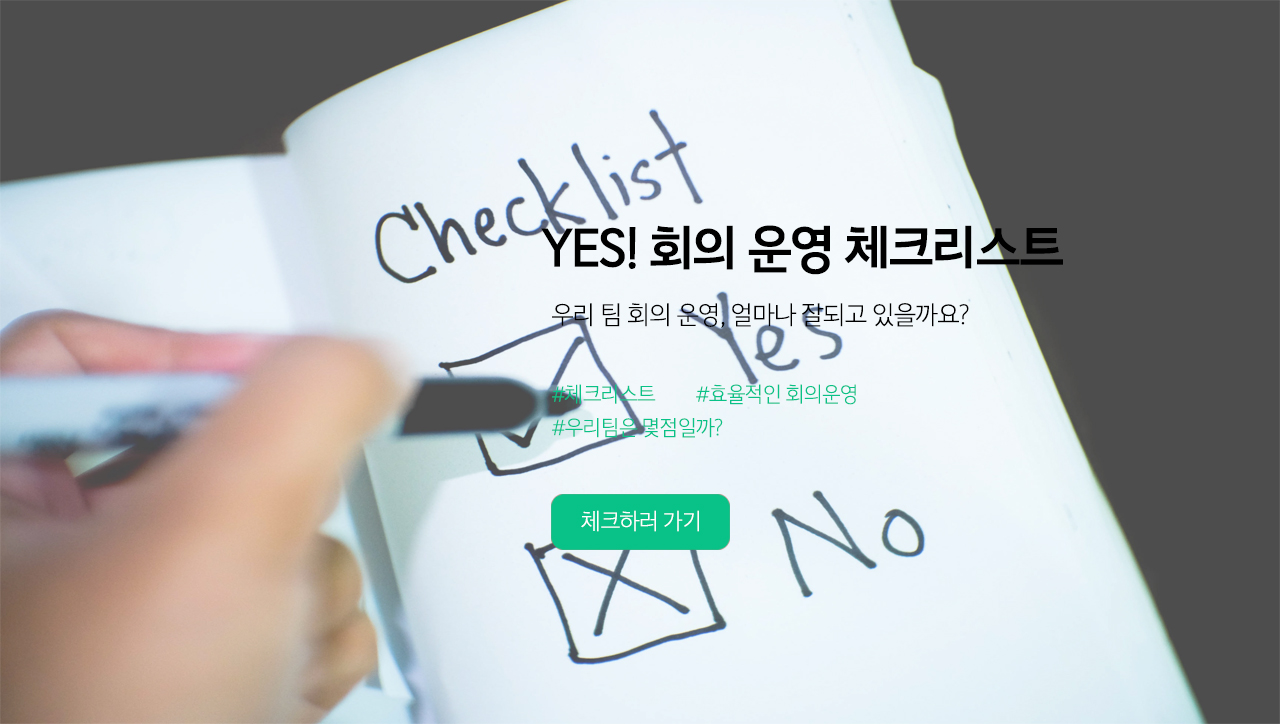 Checklist
YES! 회의 운영 체크리스트
우리 팀 회의 운영, 얼마나 잘되고 있을까요?
Yes
#체크리스트 #효율적인 회의운영
#우리팀은 몇점일까?
체크하러 가기
No